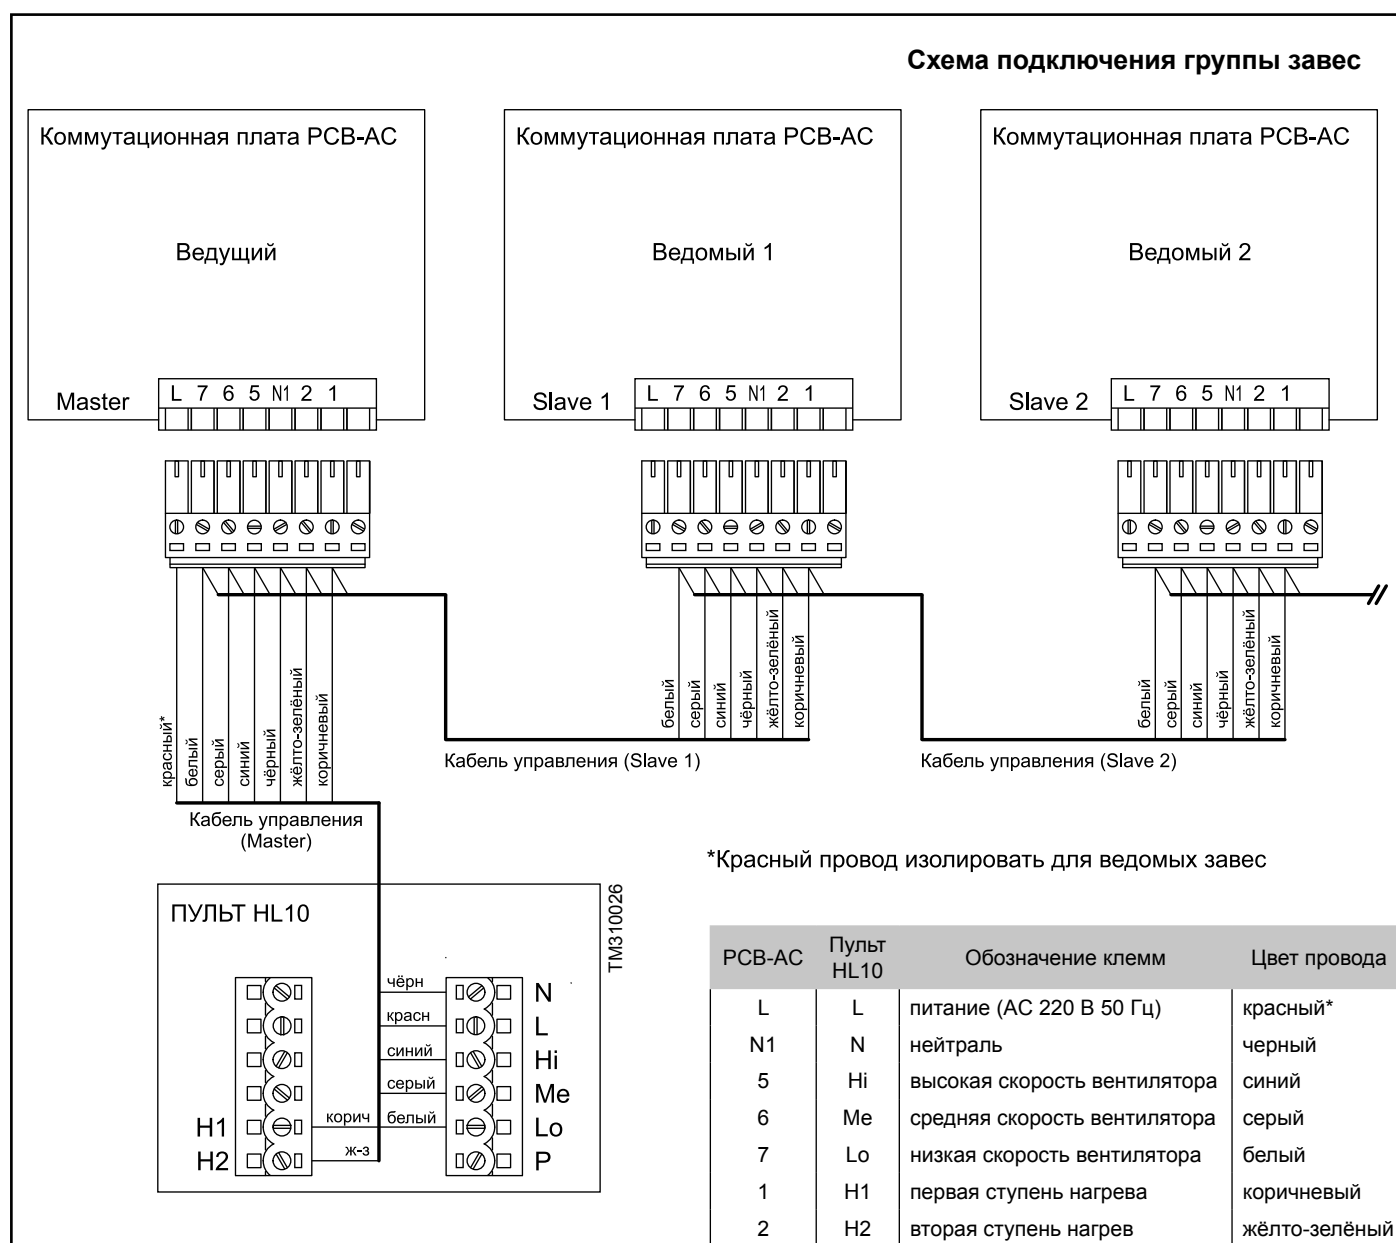 Схема подключения группы завес
Коммутационная плата PCB-AC
Ведущий
Master
L 7 6 5 N1 2 1
Коммутационная плата PCB-AC
Ведомый 1
Slave 1
L 7 6 5 N1 2 1
Коммутационная плата PCB-AC
Ведомый 2
Slave 2
L 7 6 5 N1 2 1
красный*
белый
серый
синий
чёрный
жёлто-зелёный
коричневый
Кабель управления
(Master)
белый
серый
синий
чёрный
жёлто-зелёный
коричневый
Кабель управления (Slave 1)
белый
серый
синий
чёрный
жёлто-зелёный
коричневый
Кабель управления (Slave 2)
*Красный провод изолировать для ведомых завес
ПУЛЬТ HL10
TM310026
чёрн N
красн L
синий Hi
серый Me
H1 корич белый Lo
H2 ж-з P
PCB-AC Пульт HL10 Обозначение клемм Цвет провода
L L питание (AC 220 В 50 Гц) красный*
N1 N нейтраль черный
5 Hi высокая скорость вентилятора синий
6 Me средняя скорость вентилятора серый
7 Lo низкая скорость вентилятора белый
1 H1 первая ступень нагрева коричневый
2 H2 вторая ступень нагрев жёлто-зелёный